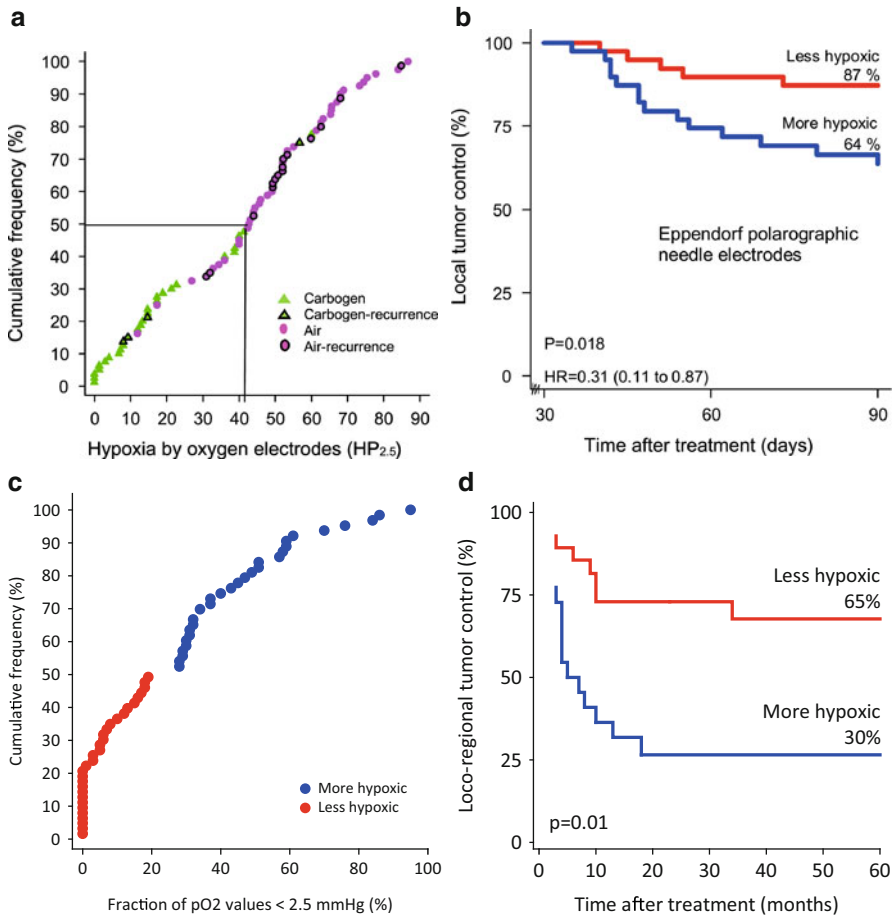 a
100
90
80
70
60
50
40
30
20
10
0
Cumulative frequency (%)
Carbogen
Carbogen-recurrence
Air
Air-recurrence
0 10 20 30 40 50 60 70 80 90
Hypoxia by oxygen electrodes (HP2.5)
b
100
75
50
25
0
Local tumor control (%)
Less hypoxic
87 %
More hypoxic
64 %
Eppendorf polarographic
needle electrodes
P=0.018
HR=0.31 (0.11 to 0.87)
30 60 90
Time after treatment (days)
c
100
90
80
70
60
50
40
30
20
10
0
Cumulative frequency (%)
More hypoxic
Less hypoxic
0 20 40 60 80 100
Fraction of pO2 values < 2.5 mmHg (%)
d
100
75
50
25
0
Loco-regional tumor control (%)
Less hypoxic
65%
More hypoxic
30%
p=0.01
0 10 20 30 40 50 60
Time after treatment (months)